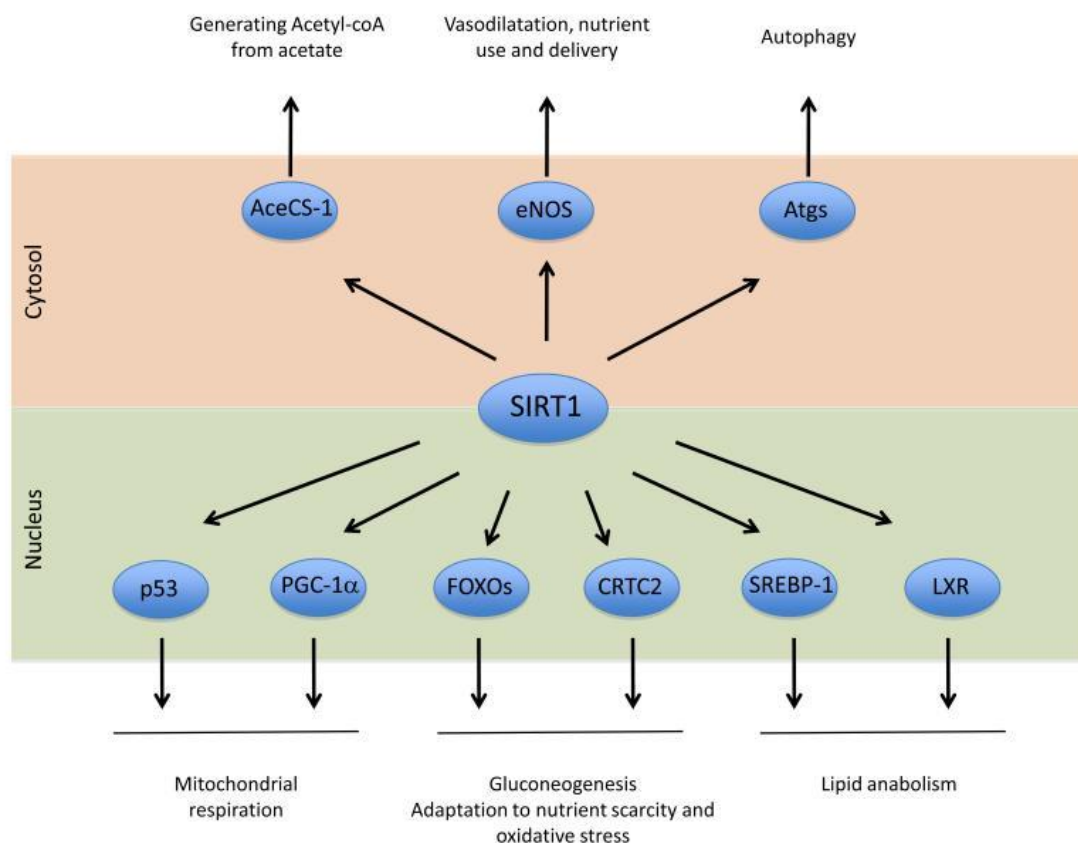 Generating Acetyl-coA
from acetate
Vasodilatation, nutrient
use and delivery
Autophagy
Cytosol
AceCS-1
eNOS
Atgs
SIRT1
Nucleus
p53
PGC-1α
FOXOs
CRTC2
SREBP-1
LXR
Mitochondrial
respiration
Gluconeogenesis
Adaptation to nutrient scarcity and
oxidative stress
Lipid anabolism